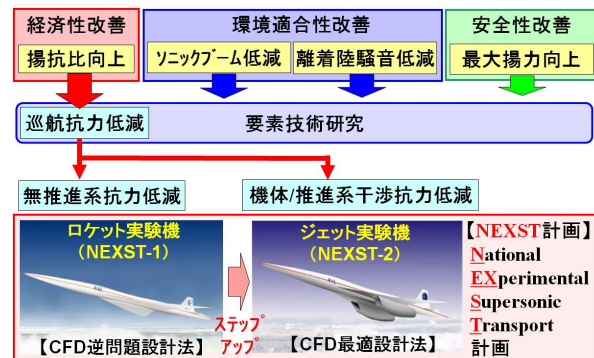 経済性改善
環境適合性改善
安全性改善
揚抗比向上
ソニックブーム低減
離着陸騒音低減
最大揚力向上
巡航抗力低減
要素技術研究
無推進系抗力低減
機体/推進系干渉抗力低減
ロケット実験機
（NEXST-1）
【CFD逆問題設計法】
ステップ
アップ
ジェット実験機
（NEXST-2）
【CFD最適設計法】
【NEXST計画】
National
EXperimental
Supersonic
Transport
計画